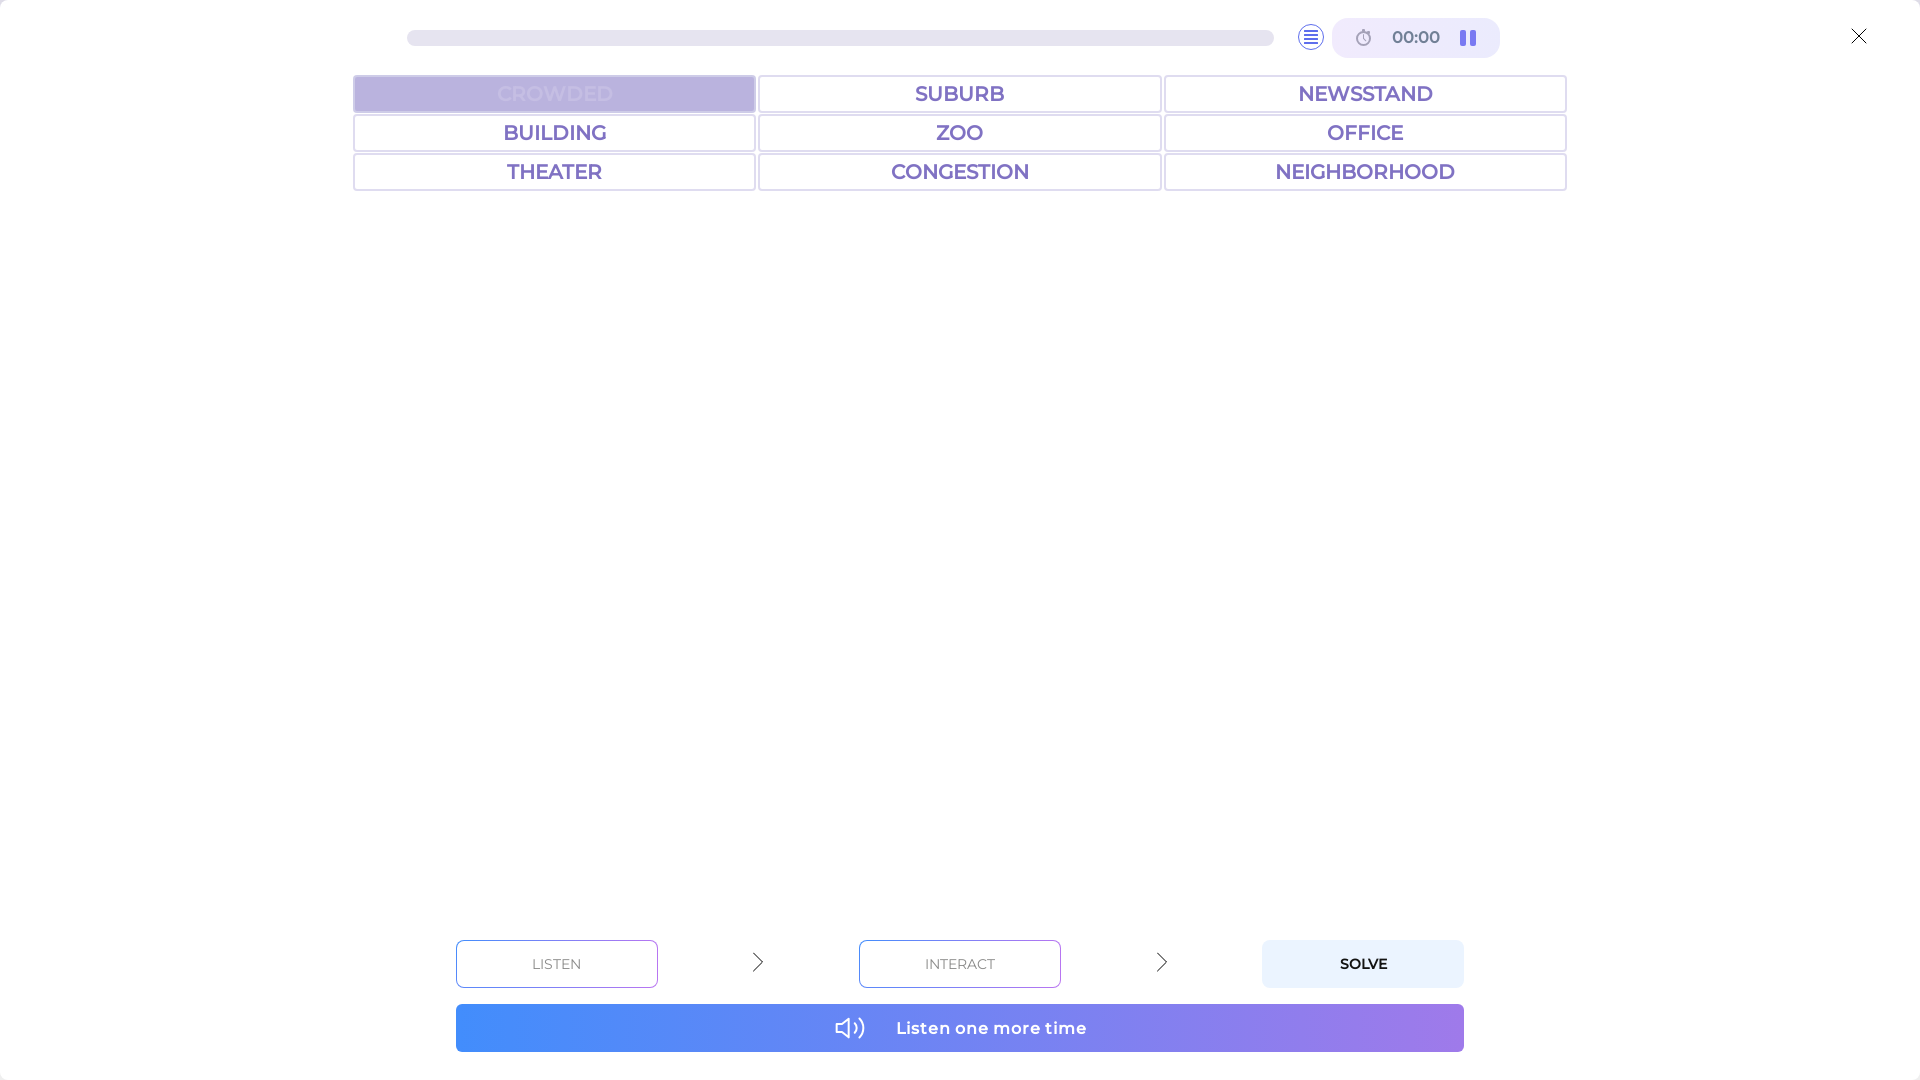 00:00
CROWDED SUBURB NEWSSTAND
BUILDING ZOO OFFICE
THEATER CONGESTION NEIGHBORHOOD
LISTEN INTERACT SOLVE
Listen one more time